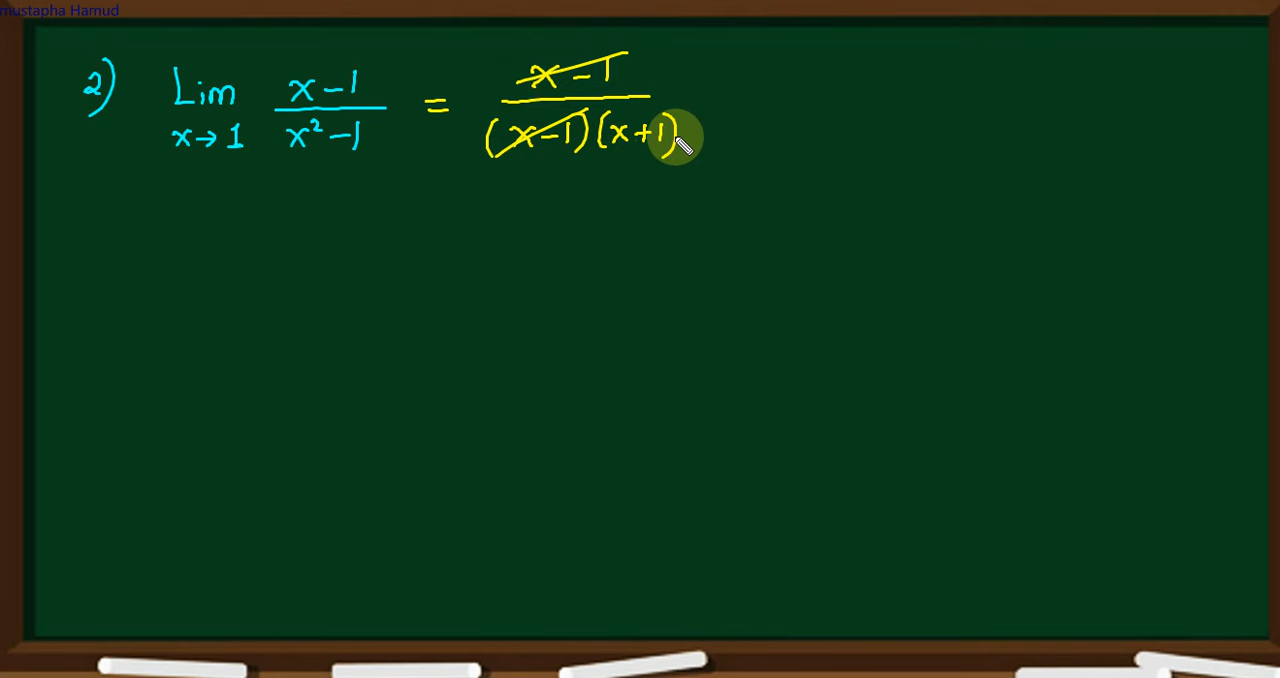 mustapha Hamud
2) Lim x→1 x-1 / x²-1 = x-1 / (x-1)(x+1)